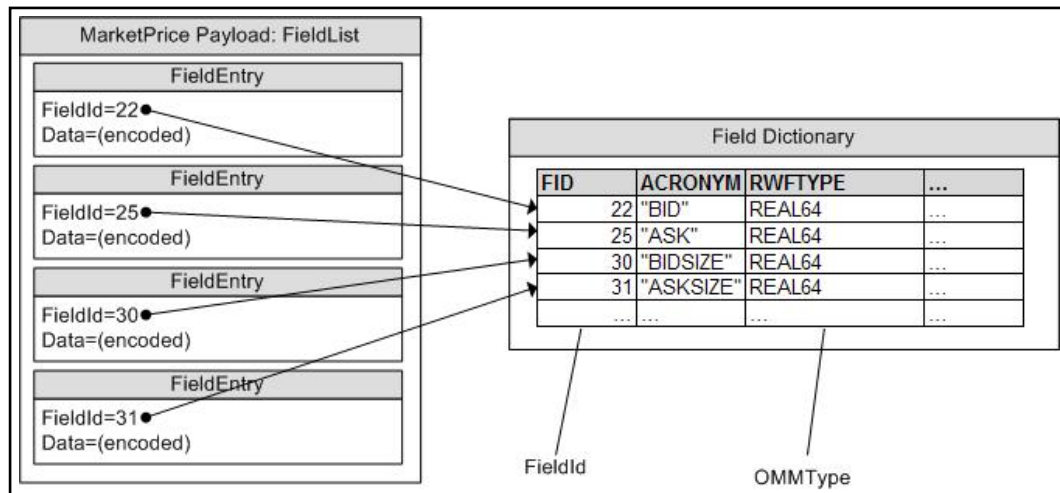 MarketPrice Payload: FieldList
FieldEntry
FieldId=22
Data=(encoded)
FieldEntry
FieldId=25
Data=(encoded)
FieldEntry
FieldId=30
Data=(encoded)
FieldEntry
FieldId=31
Data=(encoded)
Field Dictionary
FID ACRONYM RWFTYPE ...
22 "BID" REAL64 ...
25 "ASK" REAL64 ...
30 "BIDSIZE" REAL64 ...
31 "ASKSIZE" REAL64 ...
... ... ... ...
FieldId
OMMType